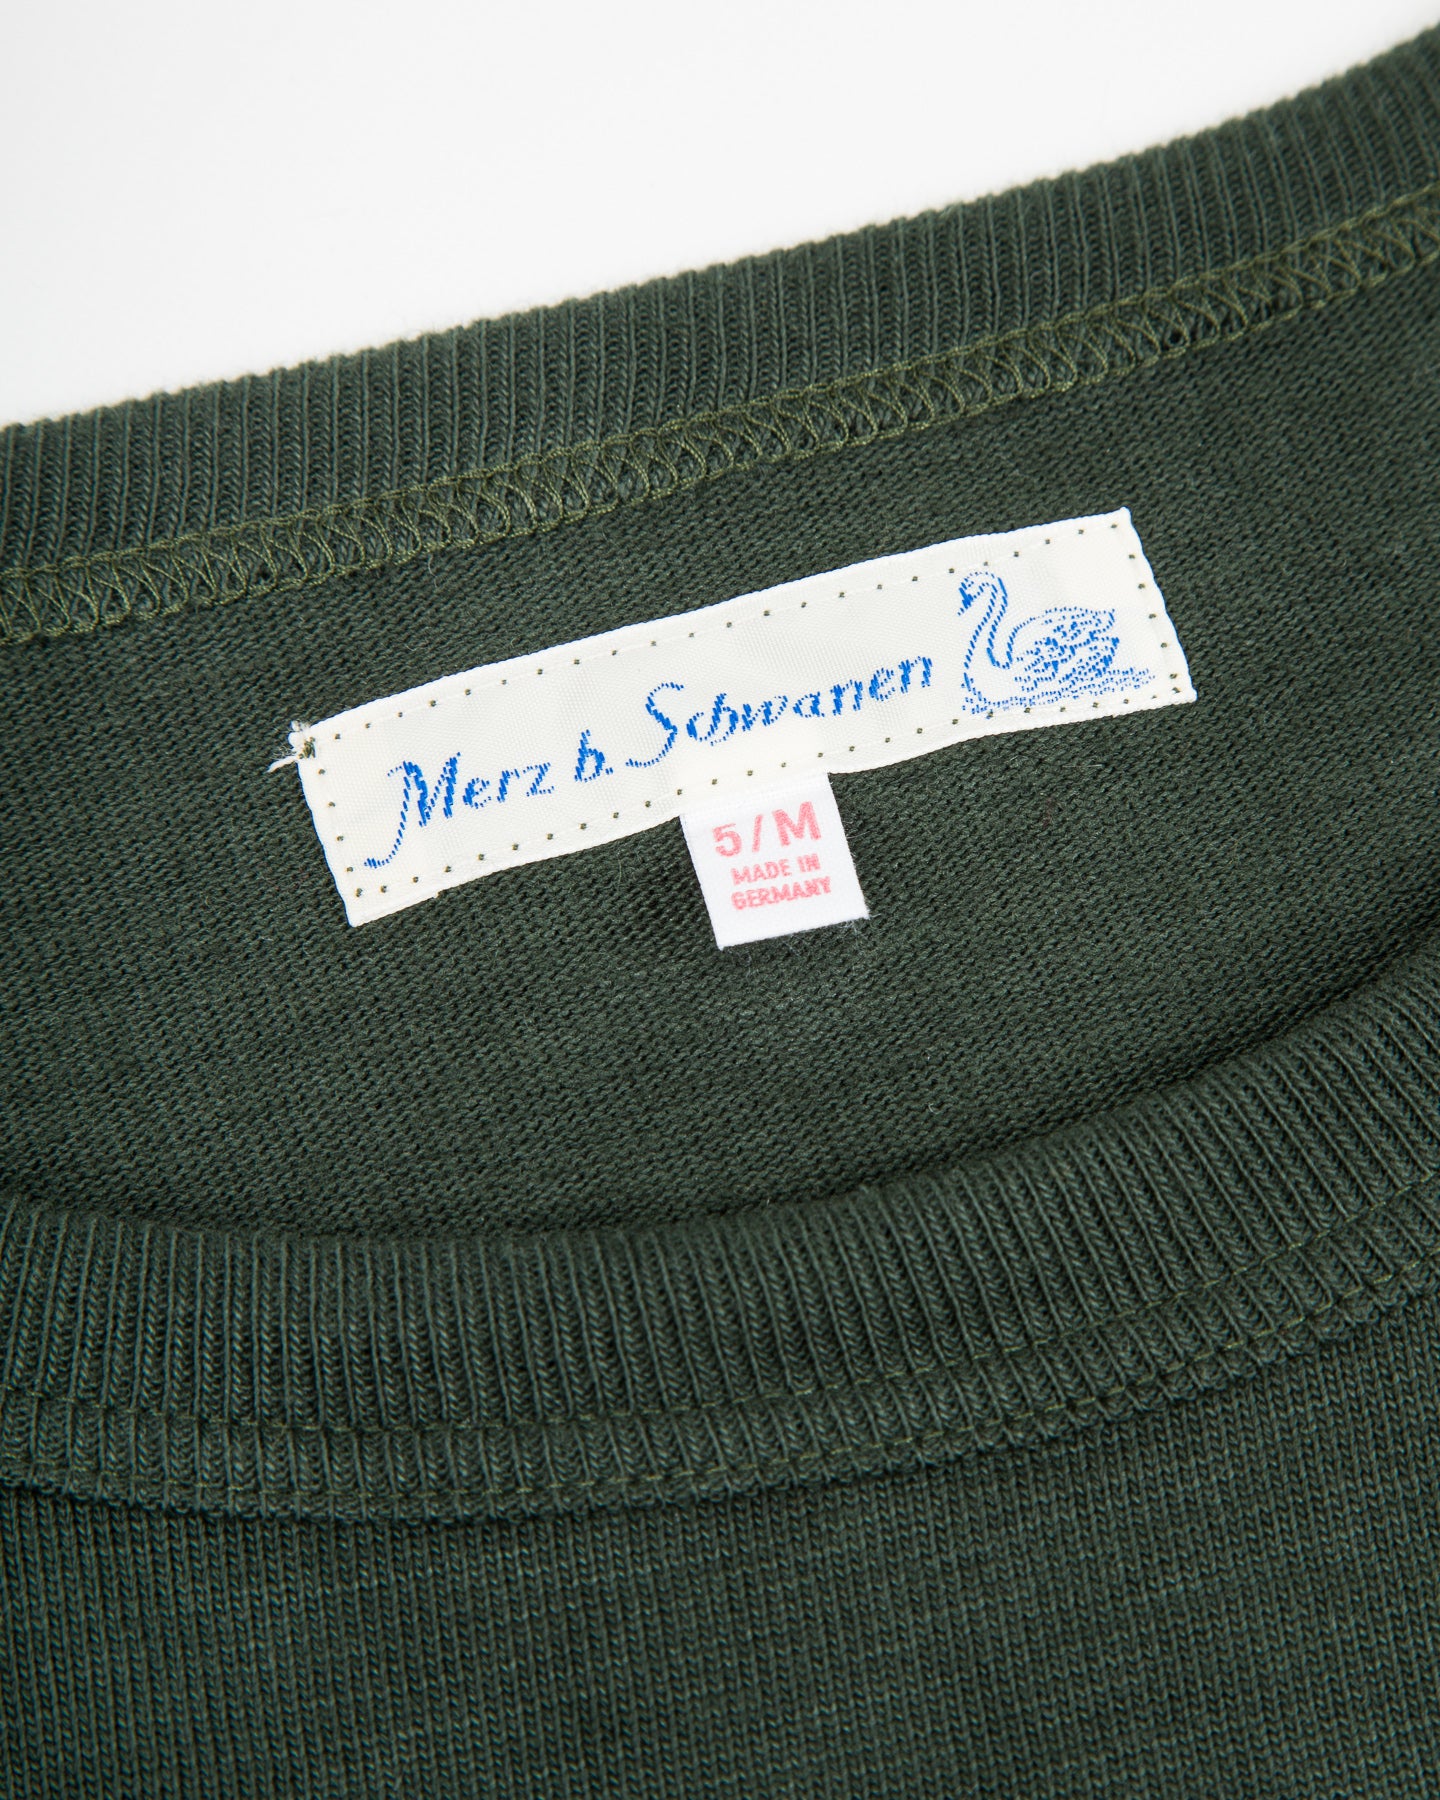 Merz b. Schwanen
5/M
MADE IN
GERMANY